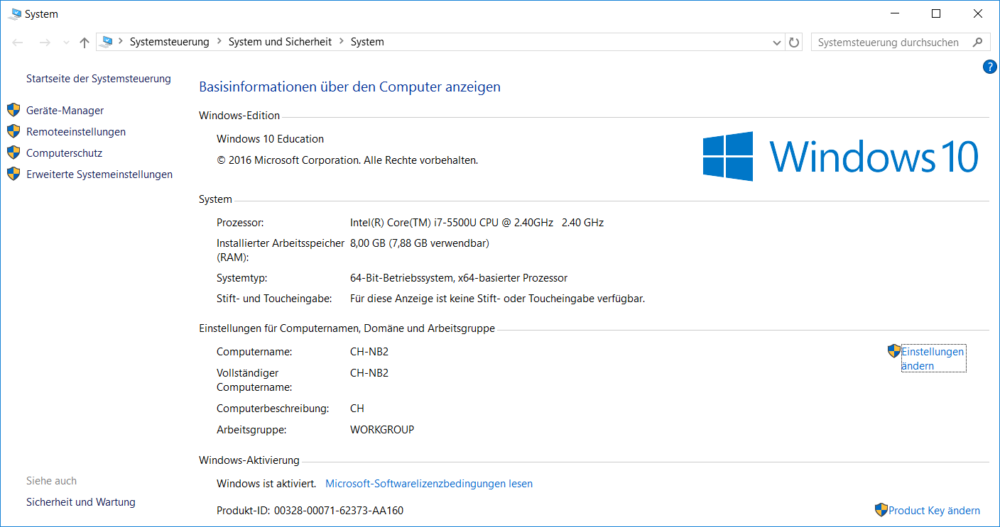 System
Systemsteuerung > System und Sicherheit > System
Systemsteuerung durchsuchen
?
Startseite der Systemsteuerung
Geräte-Manager
Remoteeinstellungen
Computerschutz
Erweiterte Systemeinstellungen
Siehe auch
Sicherheit und Wartung
Basisinformationen über den Computer anzeigen
Windows-Edition
Windows 10 Education
© 2016 Microsoft Corporation. Alle Rechte vorbehalten.
Windows 10
System
Prozessor: Intel(R) Core(TM) i7-5500U CPU @ 2.40GHz 2.40 GHz
Installierter Arbeitsspeicher 8,00 GB (7,88 GB verwendbar)
(RAM):
Systemtyp: 64-Bit-Betriebssystem, x64-basierter Prozessor
Stift- und Toucheingabe: Für diese Anzeige ist keine Stift- oder Toucheingabe verfügbar.
Einstellungen für Computernamen, Domäne und Arbeitsgruppe
Computername: CH-NB2
Einstellungen
ändern
Vollständiger CH-NB2
Computername:
Computerbeschreibung: CH
Arbeitsgruppe: WORKGROUP
Windows-Aktivierung
Windows ist aktiviert. Microsoft-Softwarelizenzbedingungen lesen
Produkt-ID: 00328-00071-62373-AA160
Product Key ändern